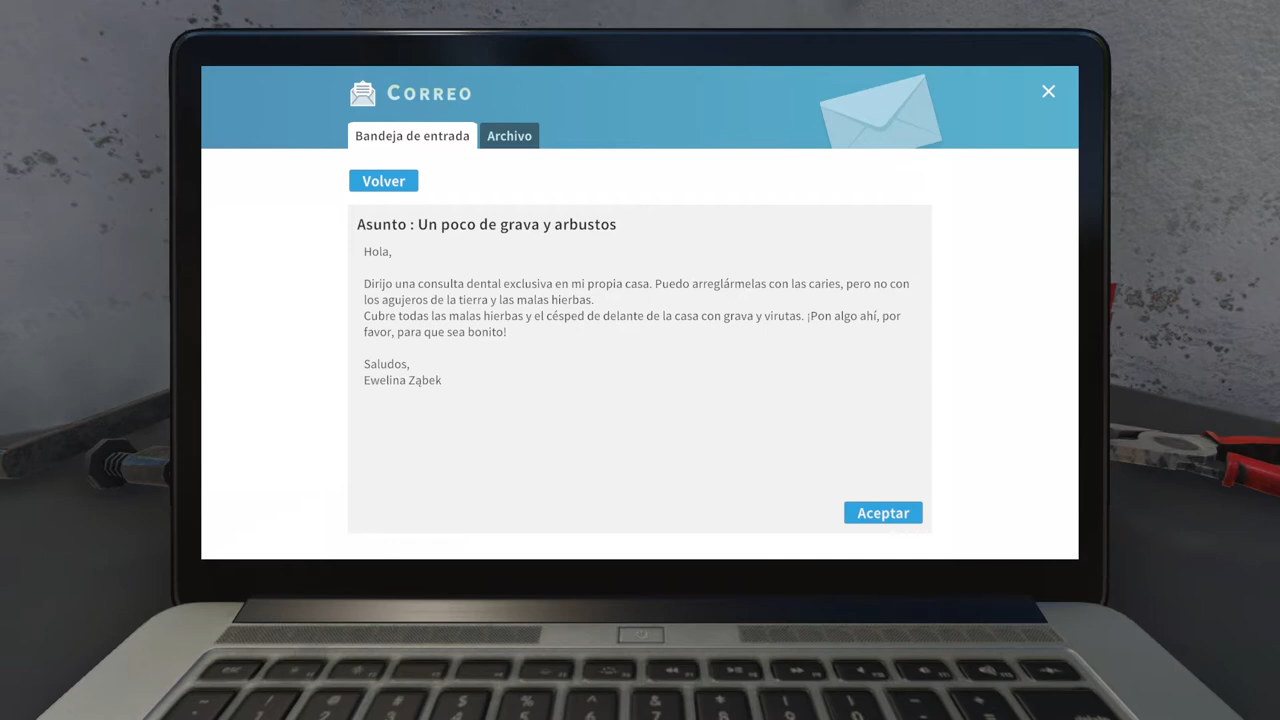 CORREO
Bandeja de entrada
Archivo
Volver
Asunto : Un poco de grava y arbustos
Hola,
Dirijo una consulta dental exclusiva en mi propia casa. Puedo arreglármelas con las caries, pero no con
los agujeros de la tierra y las malas hierbas.
Cubre todas las malas hierbas y el césped de delante de la casa con grava y virutas. ¡Pon algo ahí, por
favor, para que sea bonito!
Saludos,
Ewelina Ząbek
Aceptar